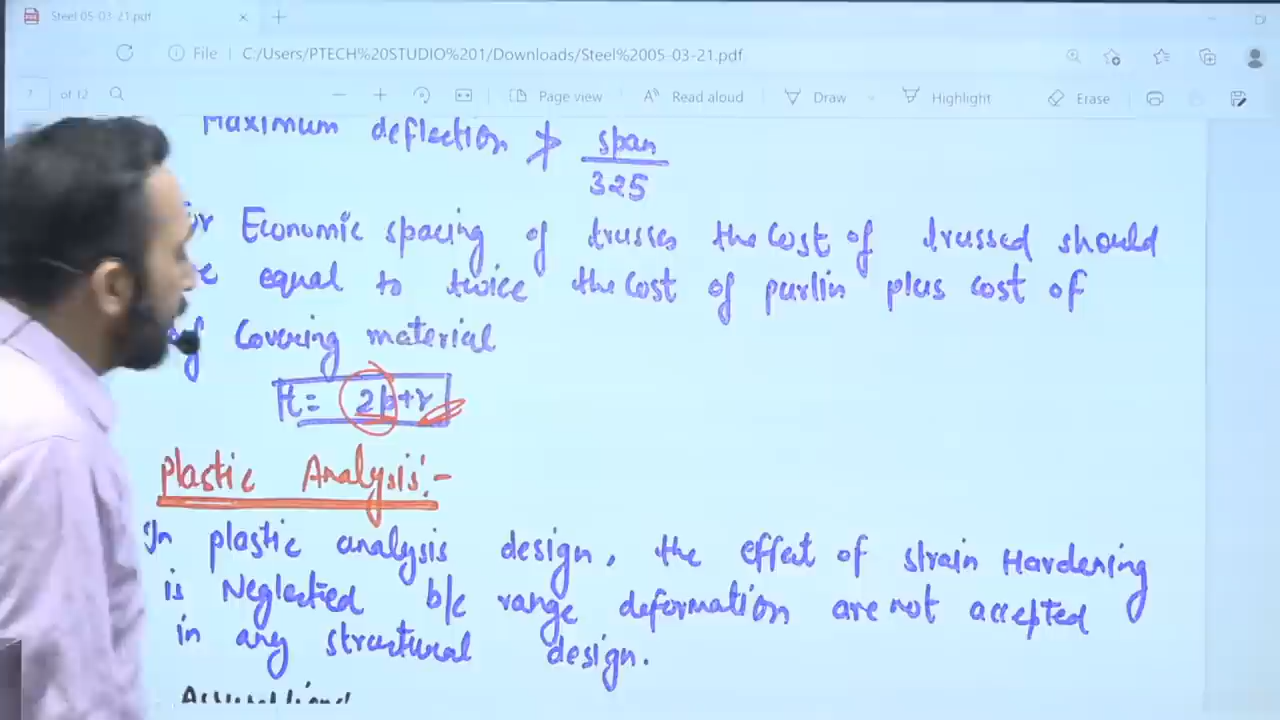 Steel 05-03-21.pdf
File C:/Users/PTECH%20STUDIO%201/Downloads/Steel%2005-03-21.pdf
7 of 12 Page view Read aloud Draw Highlight Erase
Maximum deflection ≯ span/325
Economic spacing of trusses the cost of trussed should
equal to twice the cost of purlin plus cost of
of Covering material
t = 2p+r
Plastic Analysis:-
In plastic analysis design, the effect of strain Hardening
is Neglected b/c range deformation are not accepted
in any structural design.